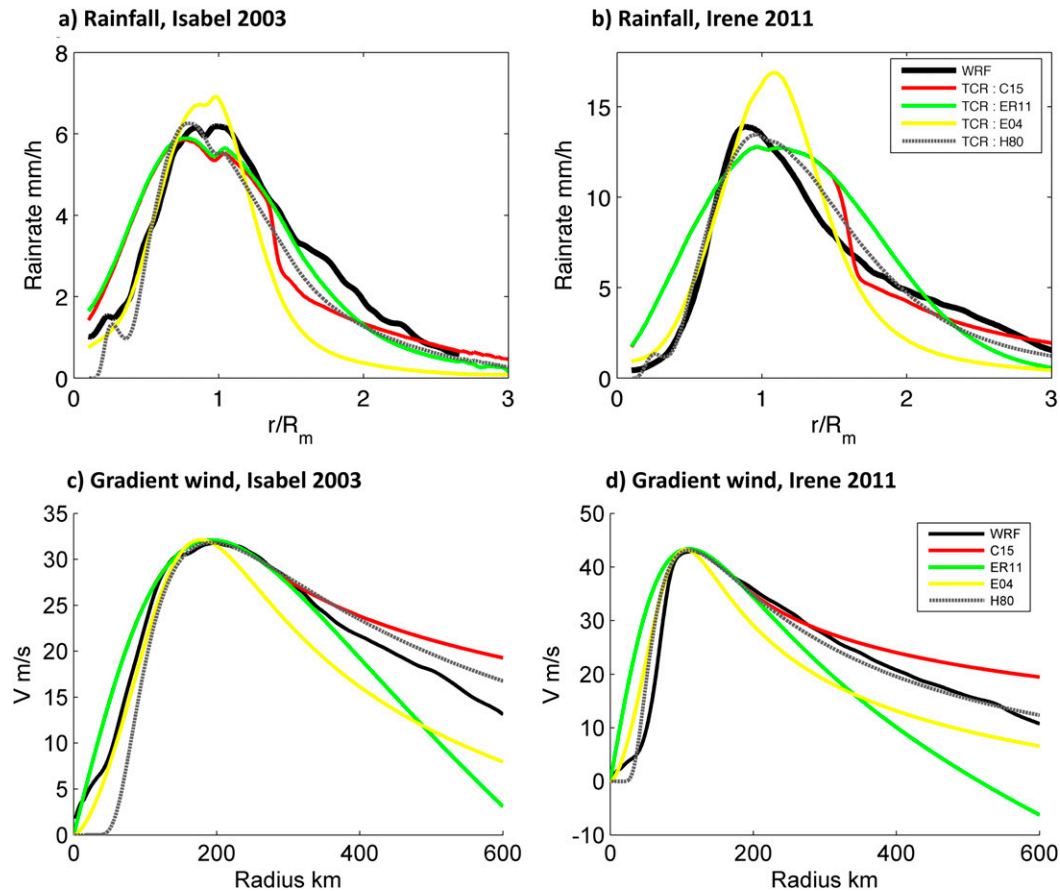 a) Rainfall, Isabel 2003
b) Rainfall, Irene 2011
8
6
4
2
0
Rainrate mm/h
0 1 2 3
r/R_m
15
10
5
0
Rainrate mm/h
0 1 2 3
r/R_m
WRF
TCR : C15
TCR : ER11
TCR : E04
TCR : H80
c) Gradient wind, Isabel 2003
d) Gradient wind, Irene 2011
35
30
25
20
15
10
5
0
V m/s
0 200 400 600
Radius km
50
40
30
20
10
0
-10
V m/s
0 200 400 600
Radius km
WRF
C15
ER11
E04
H80